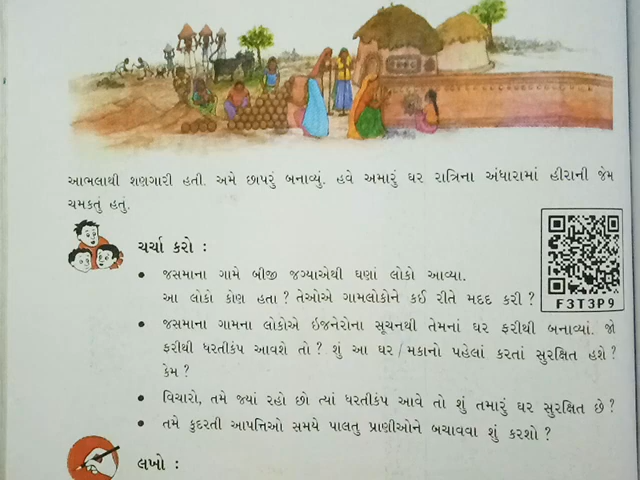 આભલાથી શણગારી હતી. અમે છાપરું બનાવ્યું. હવે અમારું ઘર રાત્રિના અંધારામાં હીરાની જેમ
ચમકતું હતું.
ચર્ચા કરો :
• જસમાના ગામે બીજી જગ્યાએથી ઘણાં લોકો આવ્યા.
આ લોકો કોણ હતા ? તેઓએ ગામલોકોને કઈ રીતે મદદ કરી ?
F3T3P9
• જસમાના ગામના લોકોએ ઇજનેરોના સૂચનથી તેમનાં ઘર ફરીથી બનાવ્યાં. જો
ફરીથી ધરતીકંપ આવશે તો ? શું આ ઘર / મકાનો પહેલાં કરતાં સુરક્ષિત હશે ?
કેમ ?
• વિચારો, તમે જ્યાં રહો છો ત્યાં ધરતીકંપ આવે તો શું તમારું ઘર સુરક્ષિત છે ?
• તમે કુદરતી આપત્તિઓ સમયે પાલતુ પ્રાણીઓને બચાવવા શું કરશો ?
લખો :